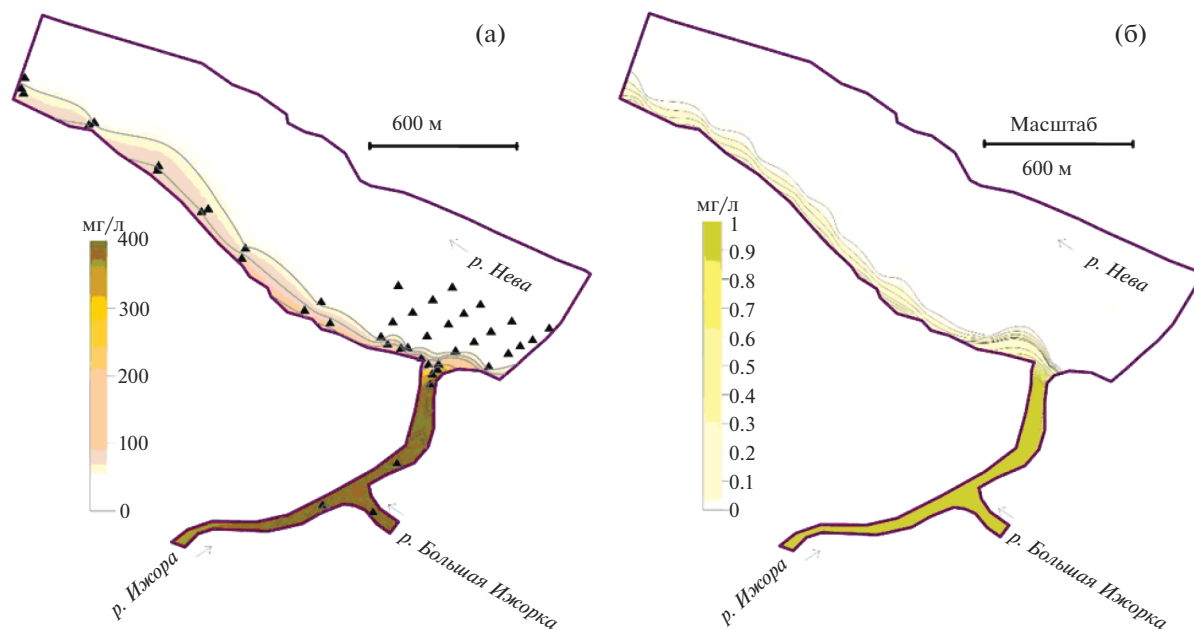 (а)
600 м
мг/л
400
300
200
100
0
р. Нева
р. Ижора
р. Большая Ижорка
(б)
Масштаб
600 м
мг/л
1
0.9
0.8
0.7
0.6
0.5
0.4
0.3
0.2
0.1
0
р. Нева
р. Ижора
р. Большая Ижорка